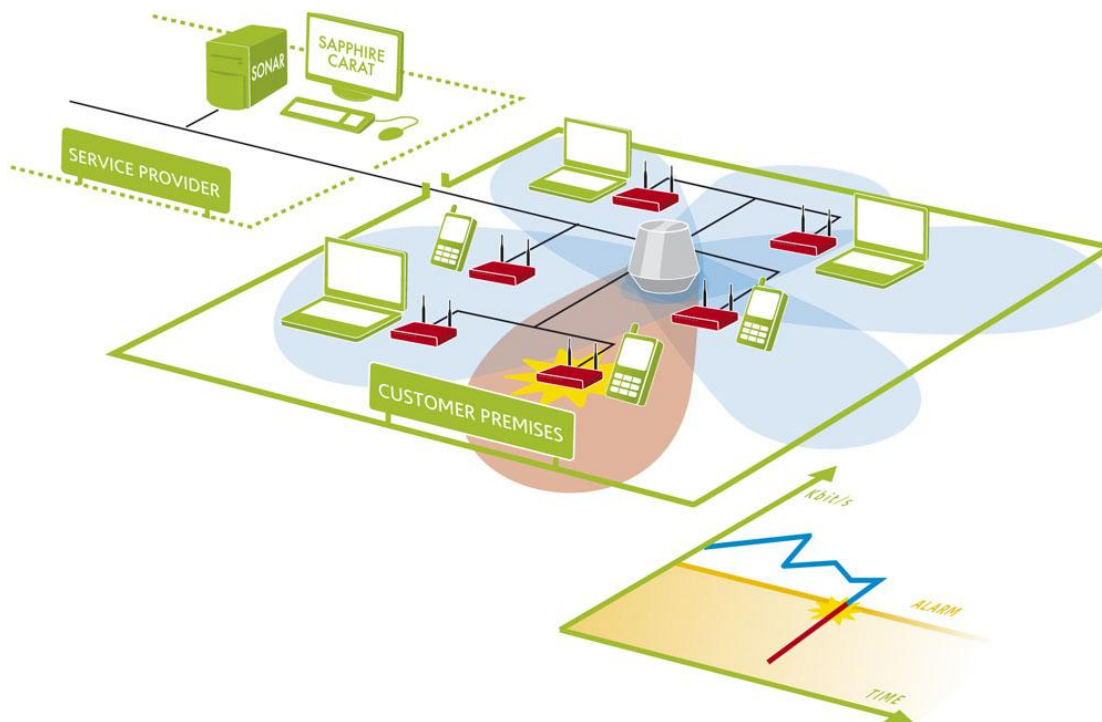 SONAR
SAPPHIRE
CARAT
SERVICE PROVIDER
CUSTOMER PREMISES
Kbit/s
ALARM
TIME